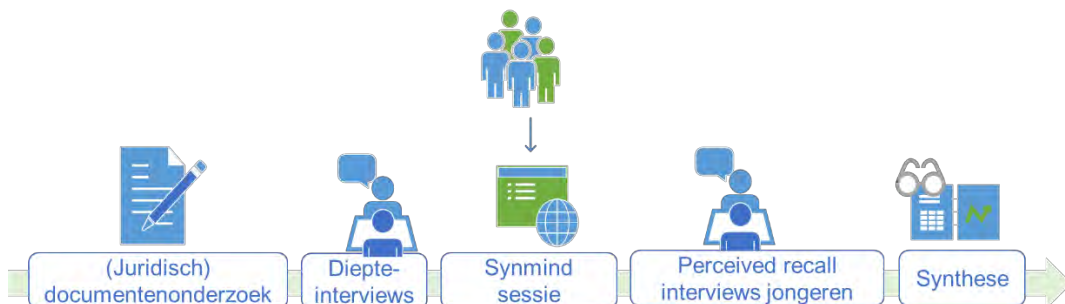 (Juridisch)
documentenonderzoek
Diepte-
interviews
Synmind
sessie
Perceived recall
interviews jongeren
Synthese